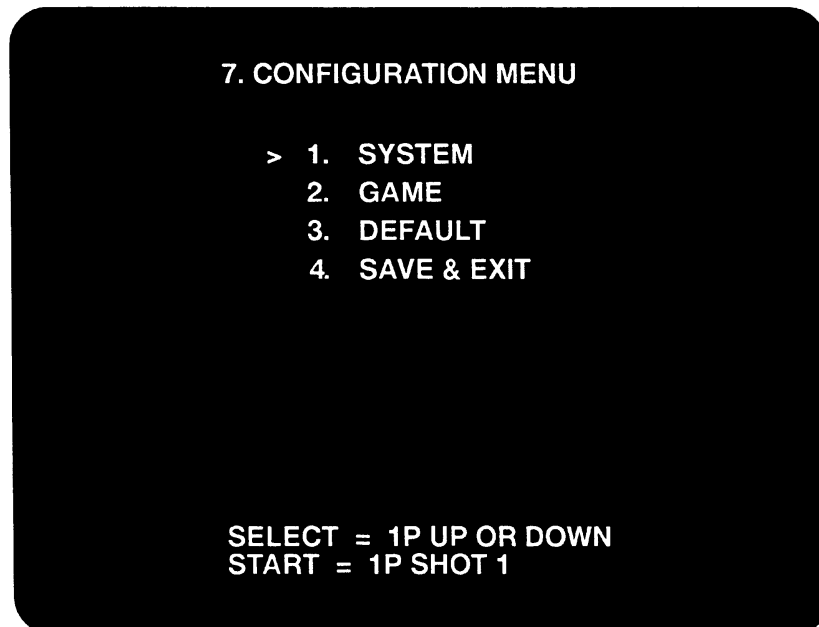 7. CONFIGURATION MENU
> 1. SYSTEM
2. GAME
3. DEFAULT
4. SAVE & EXIT
SELECT = 1P UP OR DOWN
START = 1P SHOT 1